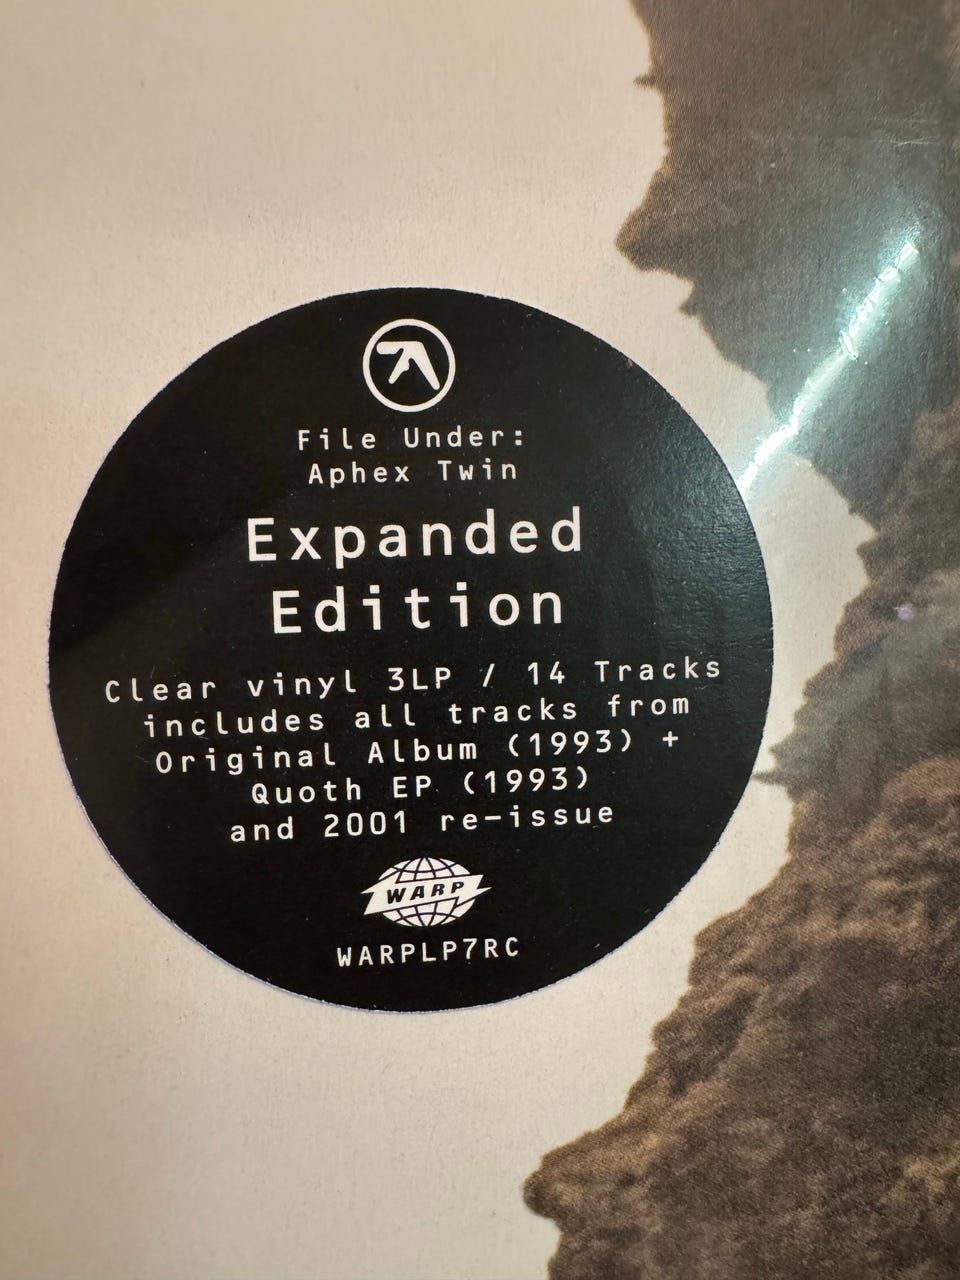 File Under:
Aphex Twin
Expanded
Edition
Clear vinyl 3LP / 14 Tracks
includes all tracks from
Original Album (1993) +
Quoth EP (1993)
and 2001 re-issue
WARP
WARPLP7RC